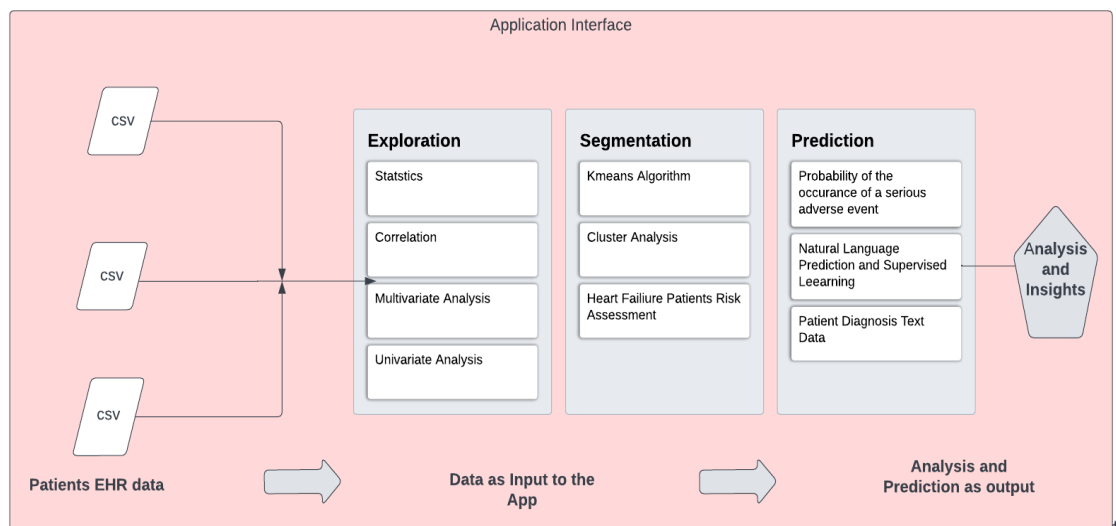 Application Interface
CSV
CSV
CSV
Patients EHR data
Exploration
Statstics
Correlation
Multivariate Analysis
Univariate Analysis
Segmentation
Kmeans Algorithm
Cluster Analysis
Heart Failiure Patients Risk
Assessment
Prediction
Probability of the
occurance of a serious
adverse event
Natural Language
Prediction and Supervised
Leearning
Patient Diagnosis Text
Data
Analysis
and
Insights
Data as Input to the
App
Analysis and
Prediction as output